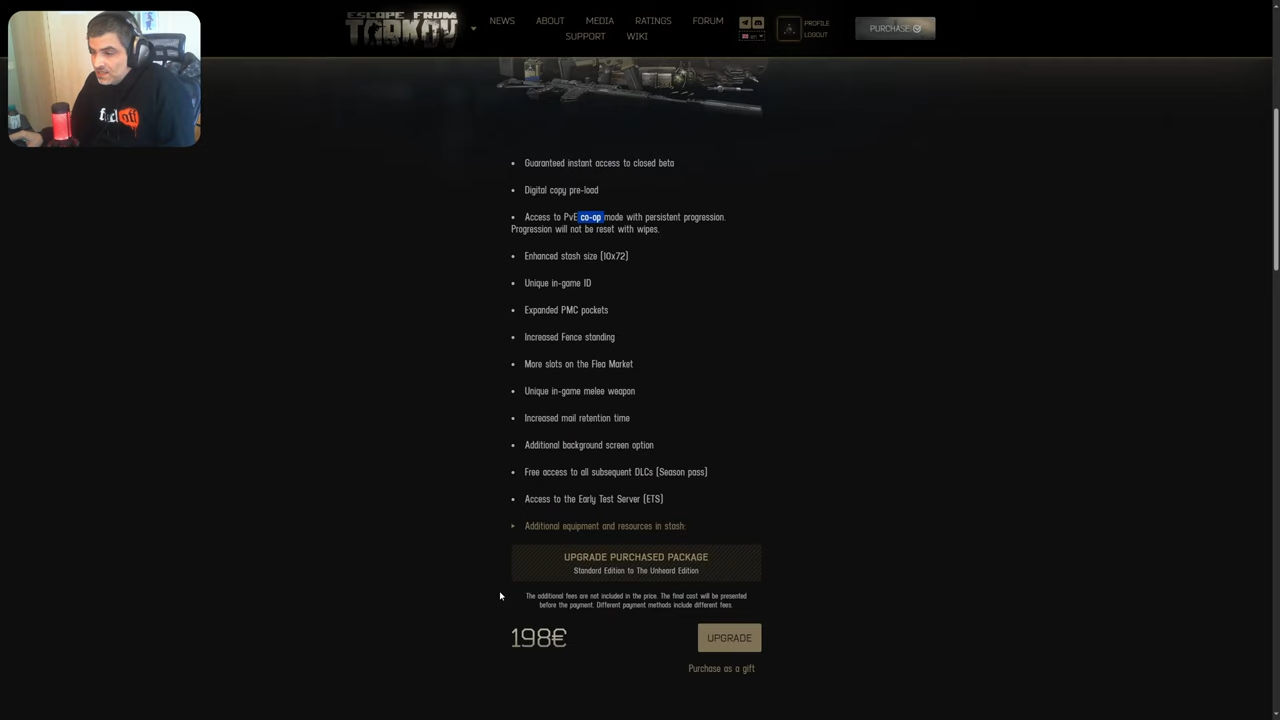 ESCAPE FROM
TARKOV
NEWS
ABOUT
MEDIA
RATINGS
FORUM
SUPPORT
WIKI
en
PROFILE
LOGOUT
PURCHASE
• Guaranteed instant access to closed beta
• Digital copy pre-load
• Access to PvE co-op mode with persistent progression.
Progression will not be reset with wipes.
• Enhanced stash size (10x72)
• Unique in-game ID
• Expanded PMC pockets
• Increased Fence standing
• More slots on the Flea Market
• Unique in-game melee weapon
• Increased mail retention time
• Additional background screen option
• Free access to all subsequent DLCs (Season pass)
• Access to the Early Test Server (ETS)
Additional equipment and resources in stash:
UPGRADE PURCHASED PACKAGE
Standard Edition to The Unheard Edition
The additional fees are not included in the price. The final cost will be presented
before the payment. Different payment methods include different fees.
198€
UPGRADE
Purchase as a gift